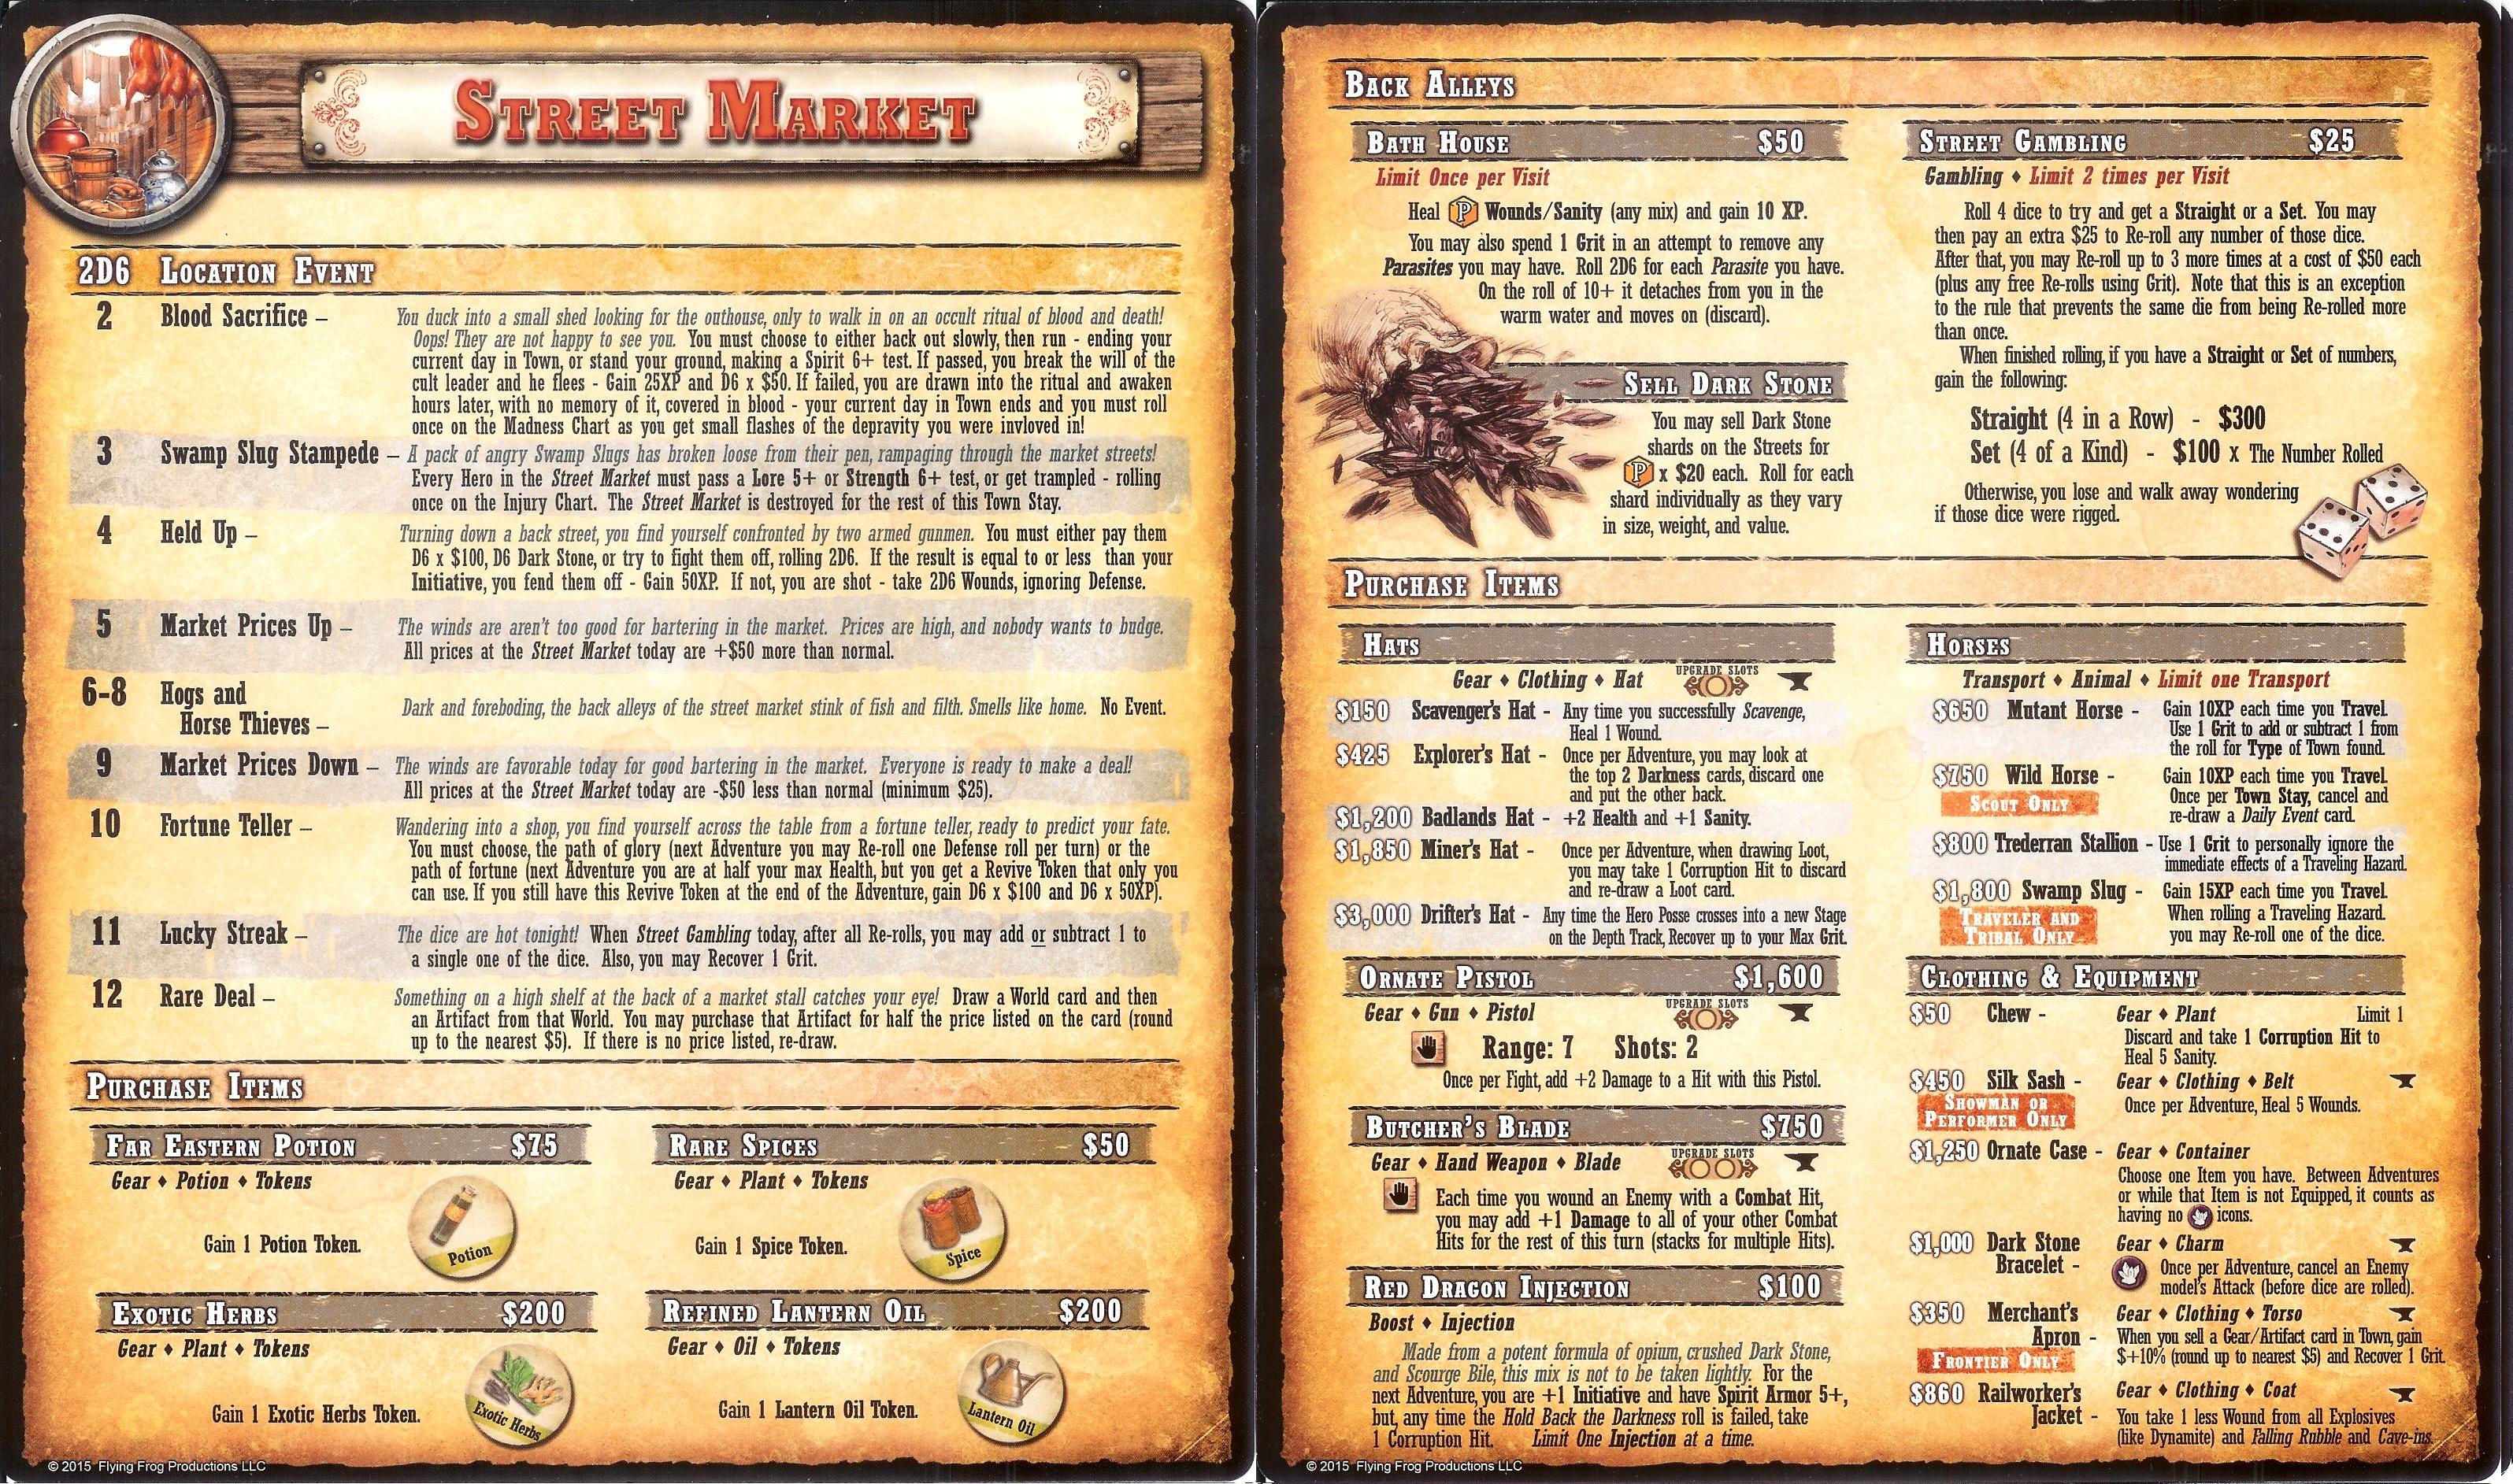 STREET MARKET
2D6 LOCATION EVENT
2 Blood Sacrifice – You duck into a small shed looking for the outhouse, only to walk in on an occult ritual of blood and death!
Oops! They are not happy to see you. You must choose to either back out slowly, then run - ending your
current day in Town, or stand your ground, making a Spirit 6+ test. If passed, you break the will of the
cult leader and he flees - Gain 25XP and D6 x $50. If failed, you are drawn into the ritual and awaken
hours later, with no memory of it, covered in blood - your current day in Town ends and you must roll
once on the Madness Chart as you get small flashes of the depravity you were invloved in!
3 Swamp Slug Stampede – A pack of angry Swamp Slugs has broken loose from their pen, rampaging through the market streets!
Every Hero in the Street Market must pass a Lore 5+ or Strength 6+ test, or get trampled - rolling
once on the Injury Chart. The Street Market is destroyed for the rest of this Town Stay.
4 Held Up – Turning down a back street, you find yourself confronted by two armed gunmen. You must either pay them
D6 x $100, D6 Dark Stone, or try to fight them off, rolling 2D6. If the result is equal to or less than your
Initiative, you fend them off - Gain 50XP. If not, you are shot - take 2D6 Wounds, ignoring Defense.
5 Market Prices Up – The winds are aren't too good for bartering in the market. Prices are high, and nobody wants to budge.
All prices at the Street Market today are +$50 more than normal.
6-8 Hogs and
Horse Thieves – Dark and foreboding, the back alleys of the street market stink of fish and filth. Smells like home. No Event.
9 Market Prices Down – The winds are favorable today for good bartering in the market. Everyone is ready to make a deal!
All prices at the Street Market today are -$50 less than normal (minimum $25).
10 Fortune Teller – Wandering into a shop, you find yourself across the table from a fortune teller, ready to predict your fate.
You must choose, the path of glory (next Adventure you may Re-roll one Defense roll per turn) or the
path of fortune (next Adventure you are at half your max Health, but you get a Revive Token that only you
can use. If you still have this Revive Token at the end of the Adventure, gain D6 x $100 and D6 x 50XP).
11 Lucky Streak – The dice are hot tonight! When Street Gambling today, after all Re-rolls, you may add or subtract 1 to
a single one of the dice. Also, you may Recover 1 Grit.
12 Rare Deal – Something on a high shelf at the back of a market stall catches your eye! Draw a World card and then
an Artifact from that World. You may purchase that Artifact for half the price listed on the card (round
up to the nearest $5). If there is no price listed, re-draw.
PURCHASE ITEMS
FAR EASTERN POTION $75
Gear ♦ Potion ♦ Tokens
Gain 1 Potion Token.
Potion
RARE SPICES $50
Gear ♦ Plant ♦ Tokens
Gain 1 Spice Token.
Spice
EXOTIC HERBS $200
Gear ♦ Plant ♦ Tokens
Gain 1 Exotic Herbs Token.
Exotic Herbs
REFINED LANTERN OIL $200
Gear ♦ Oil ♦ Tokens
Gain 1 Lantern Oil Token.
Lantern Oil
© 2015 Flying Frog Productions LLC
BACK ALLEYS
BATH HOUSE $50
Limit Once per Visit
Heal P Wounds/Sanity (any mix) and gain 10 XP.
You may also spend 1 Grit in an attempt to remove any
Parasites you may have. Roll 2D6 for each Parasite you have.
On the roll of 10+ it detaches from you in the
warm water and moves on (discard).
SELL DARK STONE
You may sell Dark Stone
shards on the Streets for
P x $20 each. Roll for each
shard individually as they vary
in size, weight, and value.
STREET GAMBLING $25
Gambling ♦ Limit 2 times per Visit
Roll 4 dice to try and get a Straight or a Set. You may
then pay an extra $25 to Re-roll any number of those dice.
After that, you may Re-roll up to 3 more times at a cost of $50 each
(plus any free Re-rolls using Grit). Note that this is an exception
to the rule that prevents the same die from being Re-rolled more
than once.
When finished rolling, if you have a Straight or Set of numbers,
gain the following:
Straight (4 in a Row) - $300
Set (4 of a Kind) - $100 x The Number Rolled
Otherwise, you lose and walk away wondering
if those dice were rigged.
PURCHASE ITEMS
HATS
Gear ♦ Clothing ♦ Hat UPGRADE SLOTS
$150 Scavenger's Hat - Any time you successfully Scavenge,
Heal 1 Wound.
$425 Explorer's Hat - Once per Adventure, you may look at
the top 2 Darkness cards, discard one
and put the other back.
$1,200 Badlands Hat - +2 Health and +1 Sanity.
$1,850 Miner's Hat - Once per Adventure, when drawing Loot,
you may take 1 Corruption Hit to discard
and re-draw a Loot card.
$3,000 Drifter's Hat - Any time the Hero Posse crosses into a new Stage
on the Depth Track, Recover up to your Max Grit.
ORNATE PISTOL $1,600
Gear ♦ Gun ♦ Pistol UPGRADE SLOTS
Range: 7 Shots: 2
Once per Fight, add +2 Damage to a Hit with this Pistol.
BUTCHER'S BLADE $750
Gear ♦ Hand Weapon ♦ Blade UPGRADE SLOTS
Each time you wound an Enemy with a Combat Hit,
you may add +1 Damage to all of your other Combat
Hits for the rest of this turn (stacks for multiple Hits).
RED DRAGON INJECTION $100
Boost ♦ Injection
Made from a potent formula of opium, crushed Dark Stone,
and Scourge Bile, this mix is not to be taken lightly. For the
next Adventure, you are +1 Initiative and have Spirit Armor 5+,
but, any time the Hold Back the Darkness roll is failed, take
1 Corruption Hit. Limit One Injection at a time.
HORSES
Transport ♦ Animal ♦ Limit one Transport
$650 Mutant Horse - Gain 10XP each time you Travel.
Use 1 Grit to add or subtract 1 from
the roll for Type of Town found.
$750 Wild Horse - Gain 10XP each time you Travel.
SCOUT ONLY Once per Town Stay, cancel and
re-draw a Daily Event card.
$800 Trederran Stallion - Use 1 Grit to personally ignore the
immediate effects of a Traveling Hazard.
$1,800 Swamp Slug - Gain 15XP each time you Travel.
TRAVELER AND
TRIBAL ONLY
When rolling a Traveling Hazard.
you may Re-roll one of the dice.
CLOTHING & EQUIPMENT
$50 Chew - Gear ♦ Plant Limit 1
Discard and take 1 Corruption Hit to
Heal 5 Sanity.
$450 Silk Sash - Gear ♦ Clothing ♦ Belt
SHOWMAN OR
PERFORMER ONLY
Once per Adventure, Heal 5 Wounds.
$1,250 Ornate Case - Gear ♦ Container
Choose one Item you have. Between Adventures
or while that Item is not Equipped, it counts as
having no icons.
$1,000 Dark Stone
Bracelet - Gear ♦ Charm
Once per Adventure, cancel an Enemy
model's Attack (before dice are rolled).
$350 Merchant's
Apron - Gear ♦ Clothing ♦ Torso
FRONTIER ONLY
When you sell a Gear/Artifact card in Town, gain
$+10% (round up to nearest $5) and Recover 1 Grit.
$860 Railworker's
Jacket - Gear ♦ Clothing ♦ Coat
You take 1 less Wound from all Explosives
(like Dynamite) and Falling Rubble and Cave-ins.
© 2015 Flying Frog Productions LLC